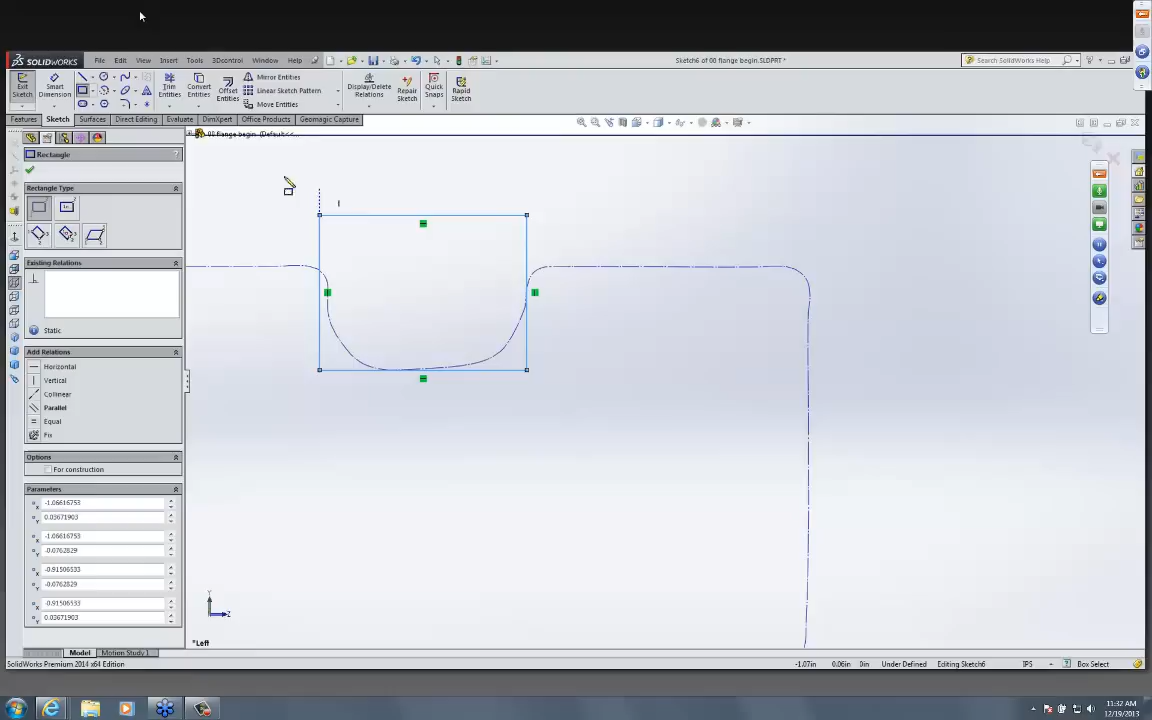 SOLIDWORKS
File Edit View Insert Tools 3Dcontrol Window Help
Sketch6 of 00 flange begin.SLDPRT *
Search SolidWorks Help
Exit Sketch
Smart Dimension
Trim Entities
Convert Entities
Offset Entities
Mirror Entities
Linear Sketch Pattern
Move Entities
Display/Delete Relations
Repair Sketch
Quick Snaps
Rapid Sketch
Features Sketch Surfaces Direct Editing Evaluate DimXpert Office Products Geomagic Capture
00 flange begin (Default<<...
Rectangle ?
Rectangle Type
Existing Relations
Static
Add Relations
Horizontal
Vertical
Collinear
Parallel
Equal
Fix
Options
For construction
Parameters
-1.06616753
0.03671903
-1.06616753
-0.0762829
-0.91506533
-0.0762829
-0.91506533
0.03671903
Y
Z
*Left
Model Motion Study 1
SolidWorks Premium 2014 x64 Edition
-1.07in 0.06in 0in Under Defined Editing Sketch6 IPS Box Select
11:32 AM
12/19/2013